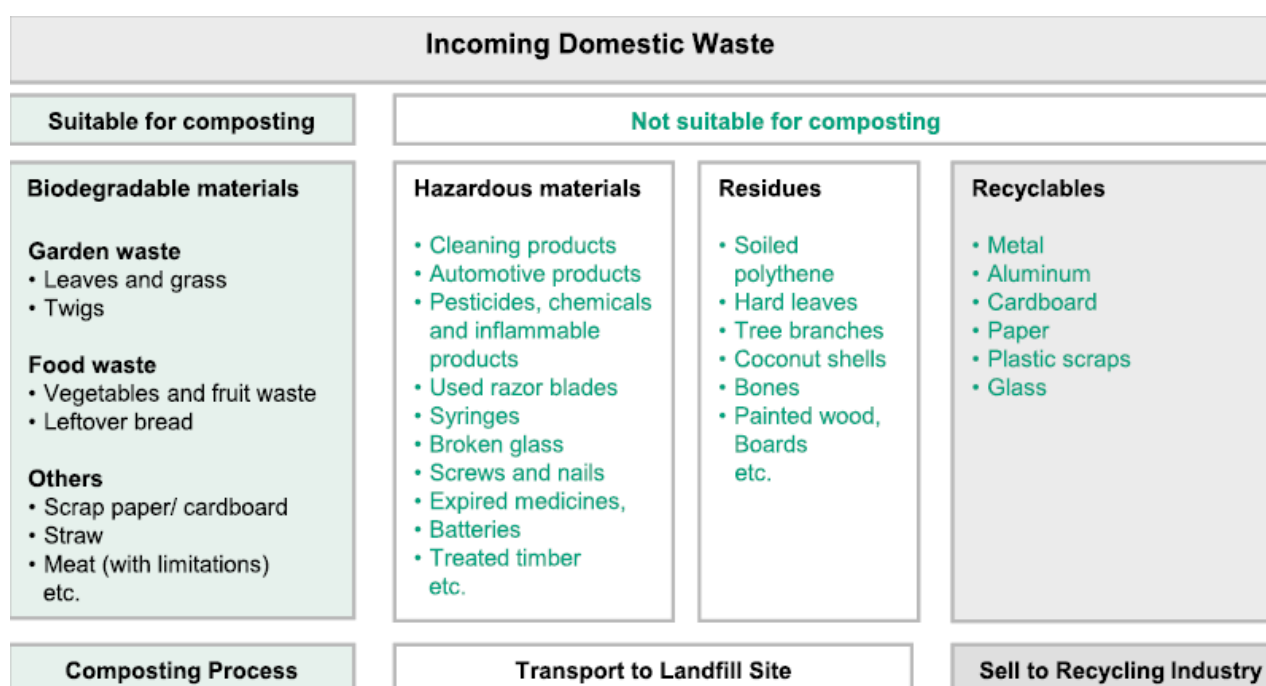 Incoming Domestic Waste
Suitable for composting
Not suitable for composting
Biodegradable materials
Garden waste
• Leaves and grass
• Twigs
Food waste
• Vegetables and fruit waste
• Leftover bread
Others
• Scrap paper/ cardboard
• Straw
• Meat (with limitations)
etc.
Hazardous materials
• Cleaning products
• Automotive products
• Pesticides, chemicals
and inflammable
products
• Used razor blades
• Syringes
• Broken glass
• Screws and nails
• Expired medicines,
• Batteries
• Treated timber
etc.
Residues
• Soiled
polythene
• Hard leaves
• Tree branches
• Coconut shells
• Bones
• Painted wood,
Boards
etc.
Recyclables
• Metal
• Aluminum
• Cardboard
• Paper
• Plastic scraps
• Glass
Composting Process
Transport to Landfill Site
Sell to Recycling Industry